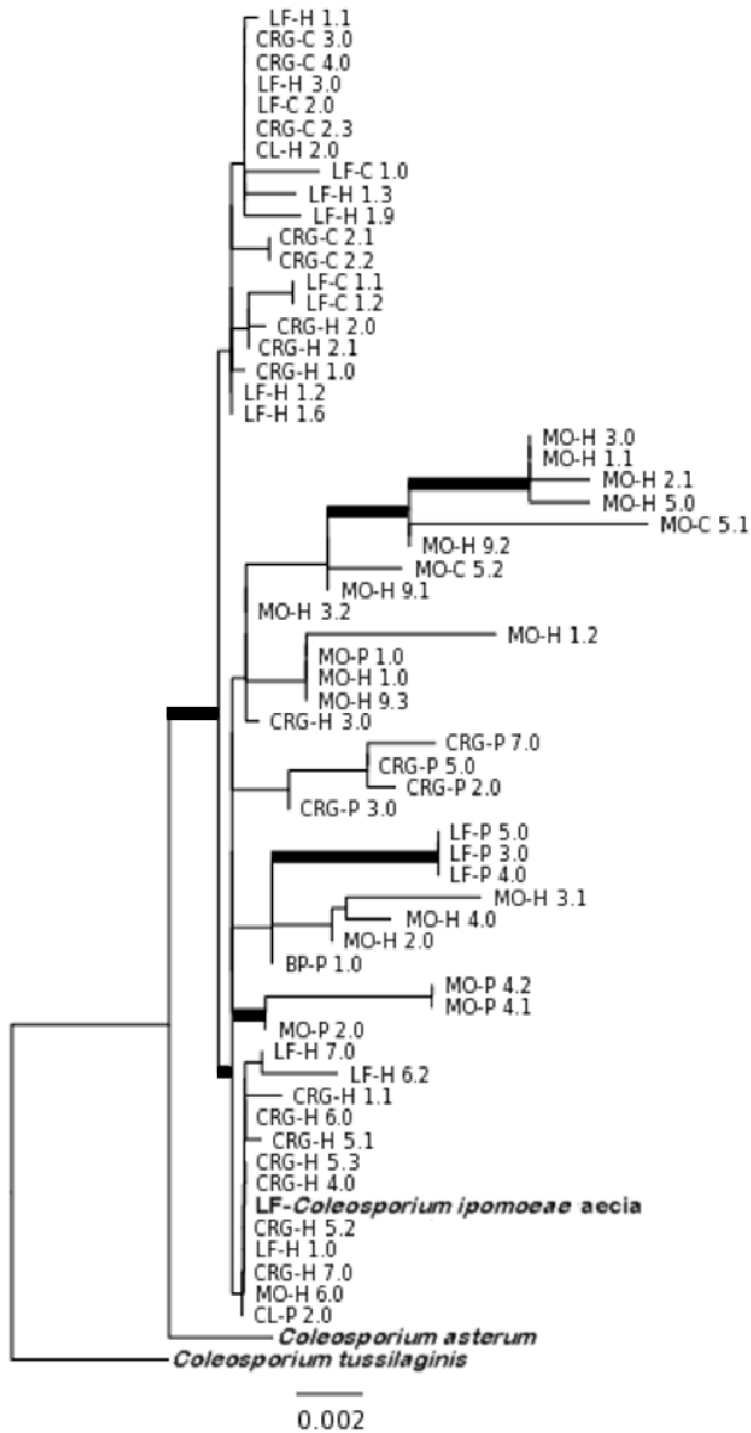 LF-H 1.1
CRG-C 3.0
CRG-C 4.0
LF-H 3.0
LF-C 2.0
CRG-C 2.3
CL-H 2.0
LF-C 1.0
LF-H 1.3
LF-H 1.9
CRG-C 2.1
CRG-C 2.2
LF-C 1.1
LF-C 1.2
CRG-H 2.0
CRG-H 2.1
CRG-H 1.0
LF-H 1.2
LF-H 1.6
MO-H 3.0
MO-H 1.1
MO-H 2.1
MO-H 5.0
MO-C 5.1
MO-H 9.2
MO-C 5.2
MO-H 9.1
MO-H 3.2
MO-H 1.2
MO-P 1.0
MO-H 1.0
MO-H 9.3
CRG-H 3.0
CRG-P 7.0
CRG-P 5.0
CRG-P 2.0
CRG-P 3.0
LF-P 5.0
LF-P 3.0
LF-P 4.0
MO-H 3.1
MO-H 4.0
MO-H 2.0
BP-P 1.0
MO-P 4.2
MO-P 4.1
MO-P 2.0
LF-H 7.0
LF-H 6.2
CRG-H 1.1
CRG-H 6.0
CRG-H 5.1
CRG-H 5.3
CRG-H 4.0
LF-Coleosporium ipomoeae aecia
CRG-H 5.2
LF-H 1.0
CRG-H 7.0
MO-H 6.0
CL-P 2.0
Coleosporium asterum
Coleosporium tussilaginis
0.002